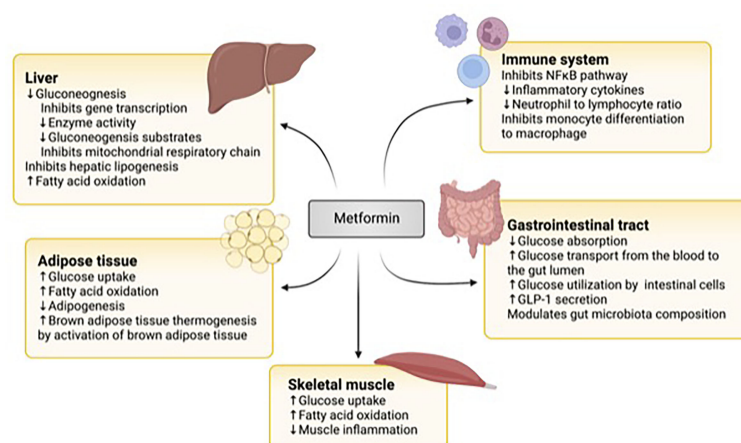 Liver
↓Gluconeognesis
Inhibits gene transcription
↓Enzyme activity
↓Gluconeogensis substrates
Inhibits mitochondrial respiratory chain
Inhibits hepatic lipogenesis
↑Fatty acid oxidation
Immune system
Inhibits NFκB pathway
↓Inflammatory cytokines
↓Neutrophil to lymphocyte ratio
Inhibits monocyte differentiation
to macrophage
Metformin
Adipose tissue
↑Glucose uptake
↑Fatty acid oxidation
↓Adipogenesis
↑Brown adipose tissue thermogenesis
by activation of brown adipose tissue
Gastrointestinal tract
↓Glucose absorption
↑Glucose transport from the blood to
the gut lumen
↑Glucose utilization by intestinal cells
↑GLP-1 secretion
Modulates gut microbiota composition
Skeletal muscle
↑Glucose uptake
↑Fatty acid oxidation
↓Muscle inflammation